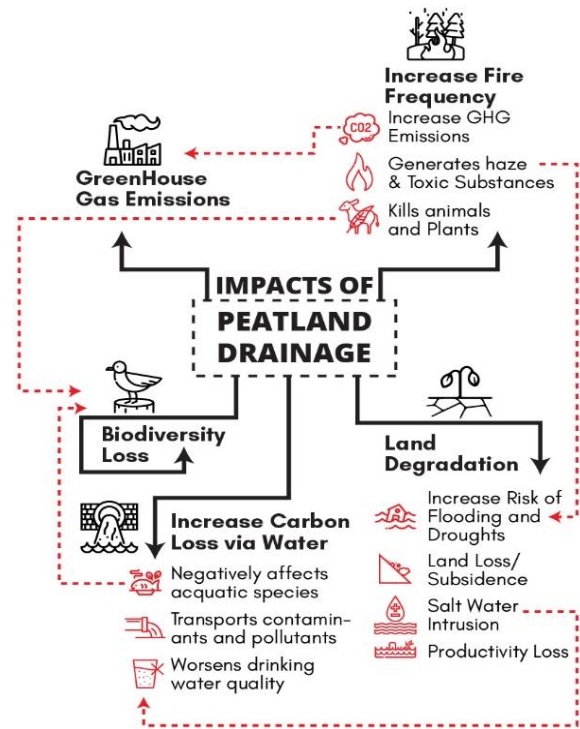 Increase Fire
Frequency
CO2
Increase GHG
Emissions
Generates haze
& Toxic Substances
Kills animals
and Plants
GreenHouse
Gas Emissions
IMPACTS OF
PEATLAND
DRAINAGE
Biodiversity
Loss
Land
Degradation
Increase Risk of
Flooding and
Droughts
Land Loss/
Subsidence
Salt Water
Intrusion
Productivity Loss
Increase Carbon
Loss via Water
Negatively affects
acquatic species
Transports contamin-
ants and pollutants
Worsens drinking
water quality